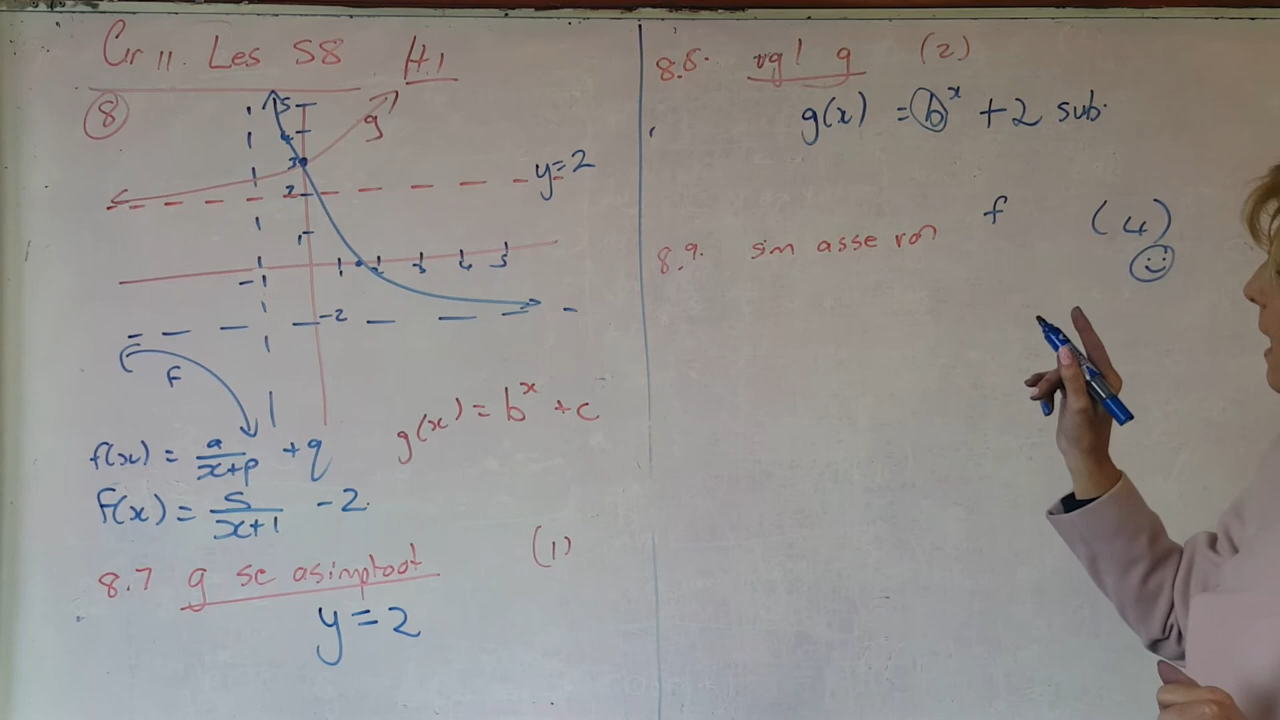 Gr 11. Les 58 H1
8
5
4
g
3
y=2
2
1
1 2 3 4 5
-1
-2
f
g(x) = b^x + c
f(x) = a/(x+p) + q
f(x) = 5/(x+1) - 2.
8.7 g se asimptoot (1)
y=2
8.8. vgl g (2)
g(x) = b^x + 2 sub.
8.9. sim asse van f (4)